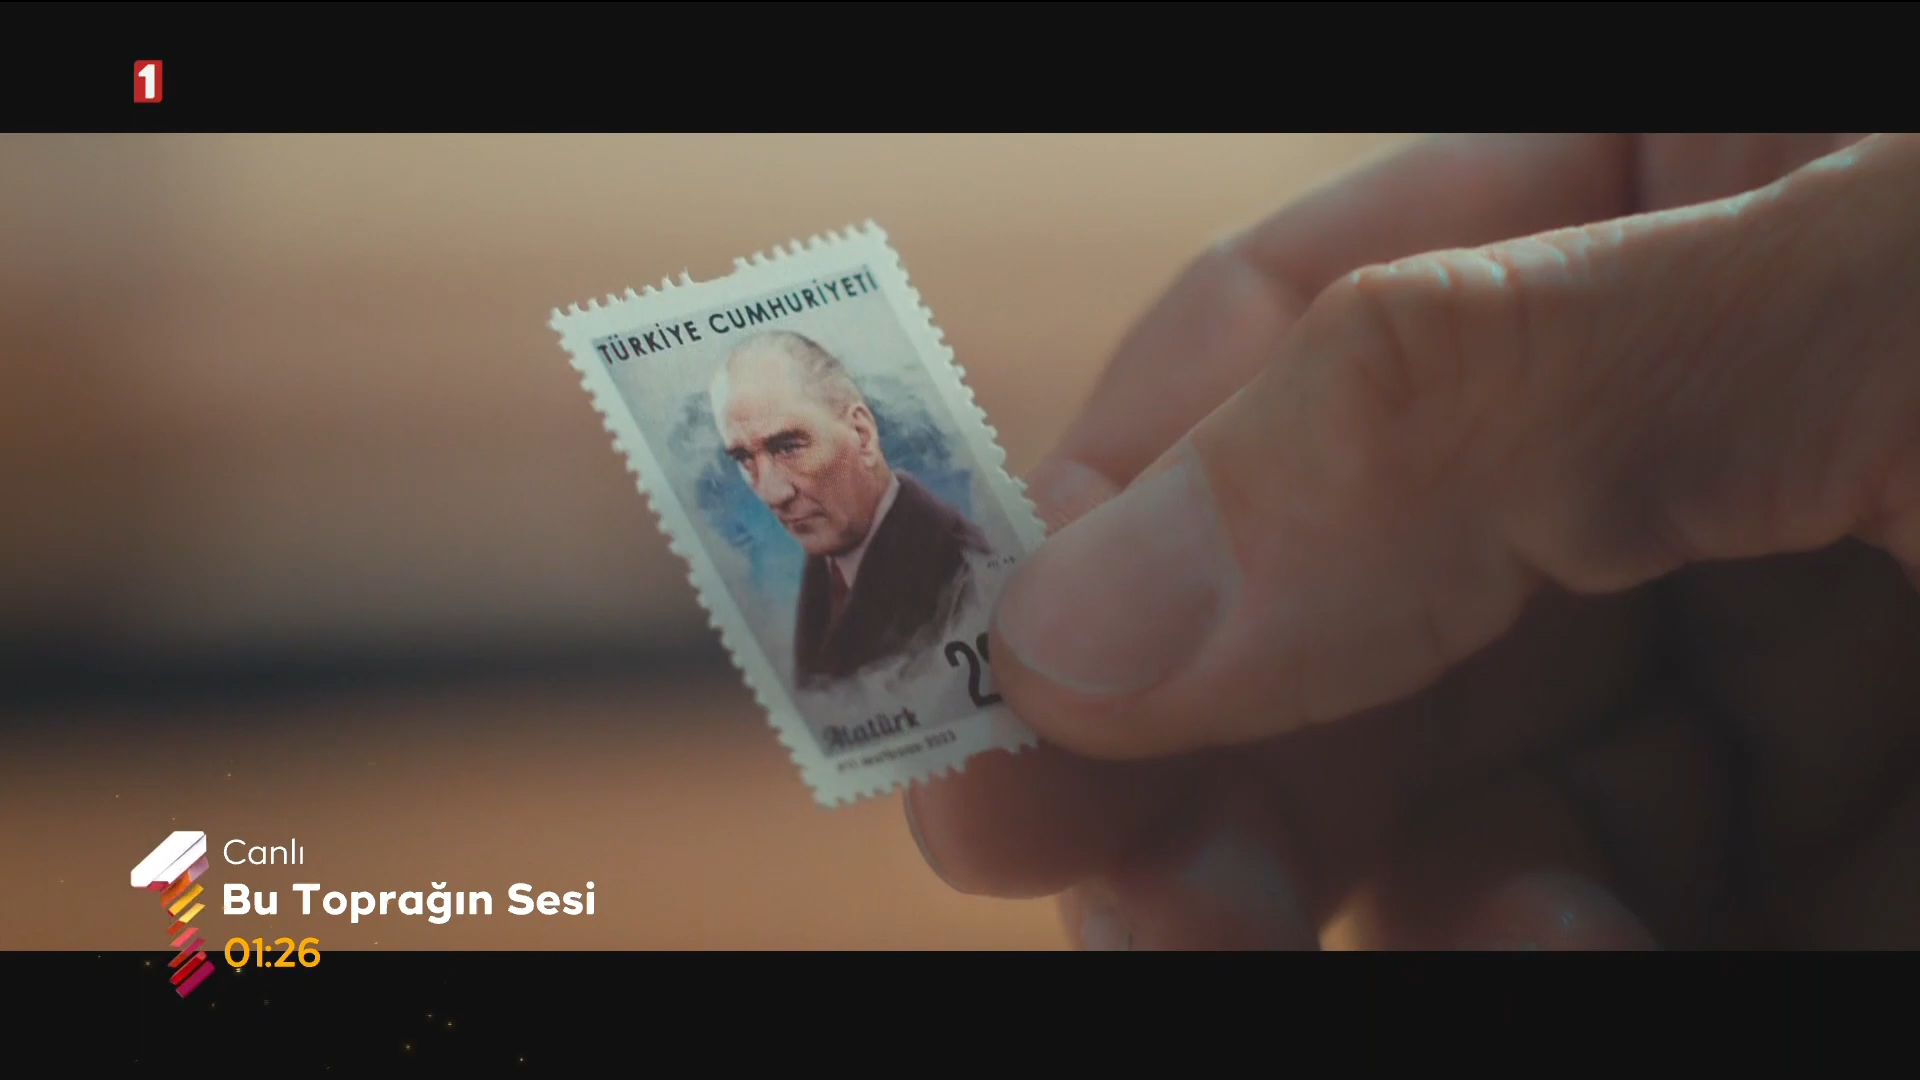 1
TÜRKİYE CUMHURİYETİ
Atatürk
Canlı
Bu Toprağın Sesi
01:26